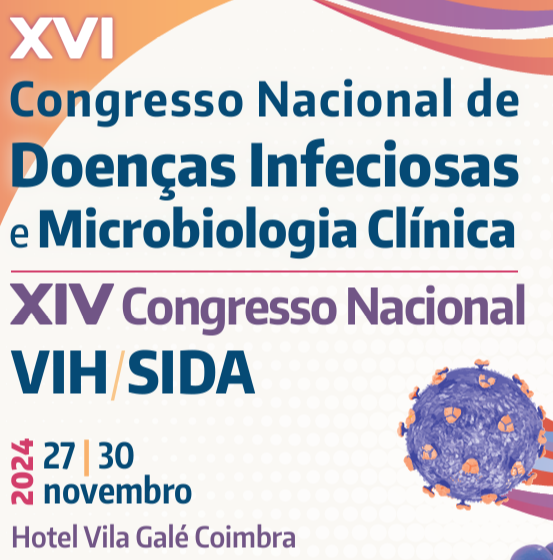 XVI
Congresso Nacional de
Doenças Infeciosas
e Microbiologia Clínica
XIV Congresso Nacional
VIH/SIDA
2024
27 | 30
novembro
Hotel Vila Galé Coimbra